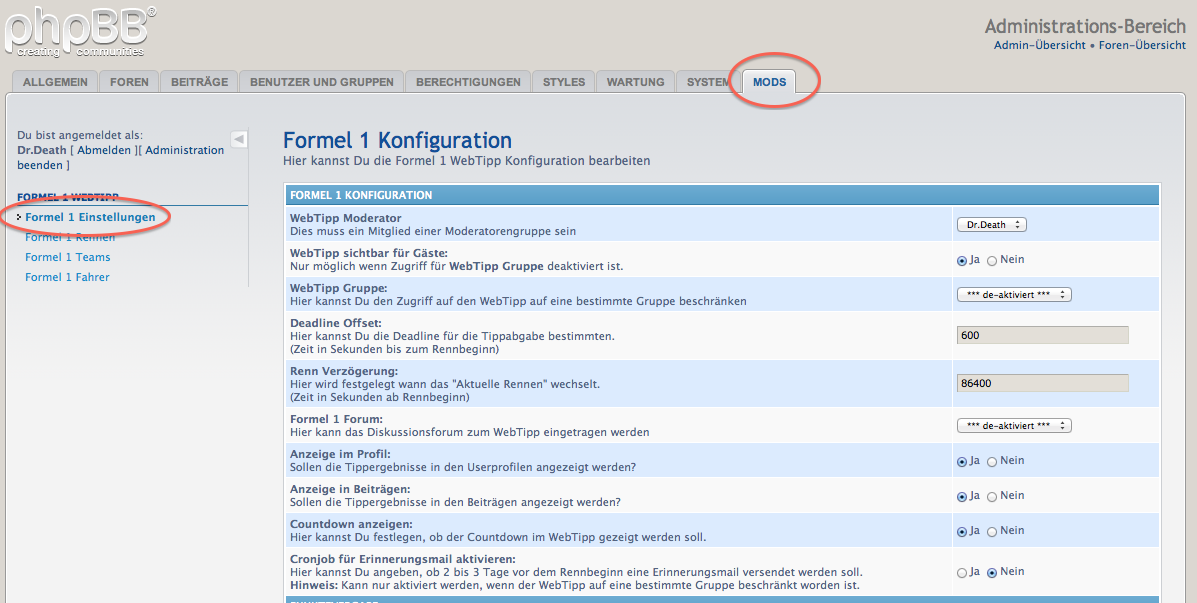 phpBB®
creating communities
Administrations-Bereich
Admin-Übersicht • Foren-Übersicht
ALLGEMEIN FOREN BEITRÄGE BENUTZER UND GRUPPEN BERECHTIGUNGEN STYLES WARTUNG SYSTEM MODS
Du bist angemeldet als:
Dr.Death [ Abmelden ][ Administration
beenden ]
FORMEL 1 WEBTIPP
Formel 1 Einstellungen
Formel 1 Rennen
Formel 1 Teams
Formel 1 Fahrer
Formel 1 Konfiguration
Hier kannst Du die Formel 1 WebTipp Konfiguration bearbeiten
FORMEL 1 KONFIGURATION
WebTipp Moderator
Dies muss ein Mitglied einer Moderatorengruppe sein
Dr.Death
WebTipp sichtbar für Gäste:
Nur möglich wenn Zugriff für WebTipp Gruppe deaktiviert ist.
Ja Nein
WebTipp Gruppe:
Hier kannst Du den Zugriff auf den WebTipp auf eine bestimmte Gruppe beschränken
*** de-aktiviert ***
Deadline Offset:
Hier kannst Du die Deadline für die Tippabgabe bestimmten.
(Zeit in Sekunden bis zum Rennbeginn)
600
Renn Verzögerung:
Hier wird festgelegt wann das "Aktuelle Rennen" wechselt.
(Zeit in Sekunden ab Rennbeginn)
86400
Formel 1 Forum:
Hier kann das Diskussionsforum zum WebTipp eingetragen werden
*** de-aktiviert ***
Anzeige im Profil:
Sollen die Tippergebnisse in den Userprofilen angezeigt werden?
Ja Nein
Anzeige in Beiträgen:
Sollen die Tippergebnisse in den Beiträgen angezeigt werden?
Ja Nein
Countdown anzeigen:
Hier kannst Du festlegen, ob der Countdown im WebTipp gezeigt werden soll.
Ja Nein
Cronjob für Erinnerungsmail aktivieren:
Hier kannst Du angeben, ob 2 bis 3 Tage vor dem Rennbeginn eine Erinnerungsmail versendet werden soll.
Hinweis: Kann nur aktiviert werden, wenn der WebTipp auf eine bestimmte Gruppe beschränkt worden ist.
Ja Nein